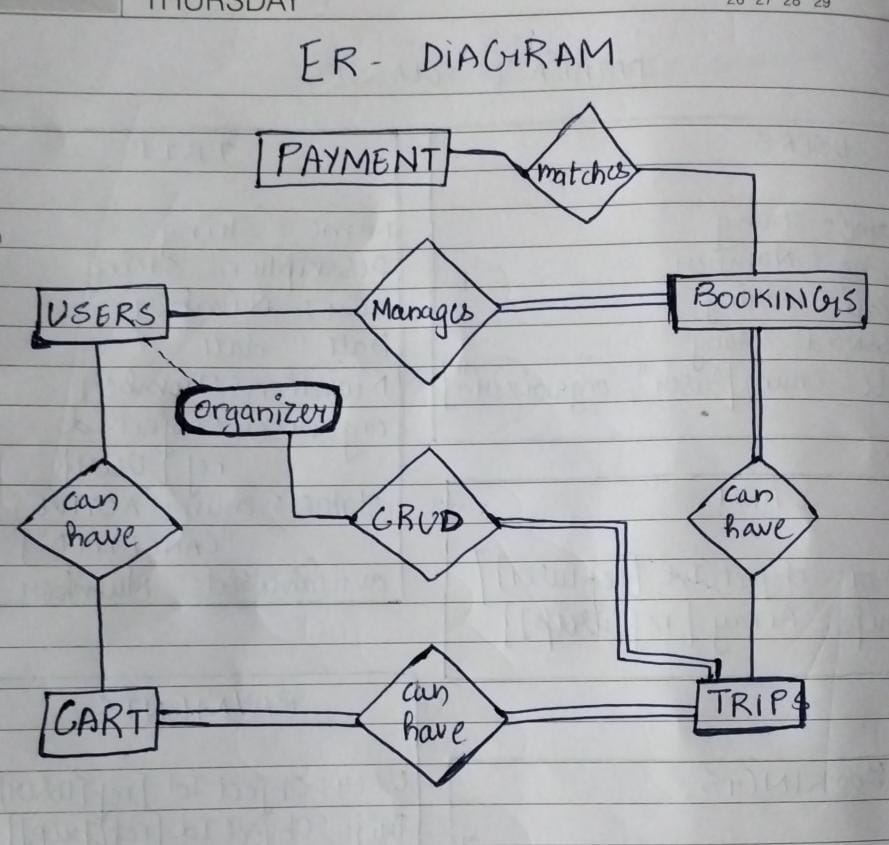 THURSDAY
26 27 28 29
ER - DIAGRAM
PAYMENT
matches
USERS
Manages
BOOKINGS
organizer
can
have
CRUD
can
have
CART
can
have
TRIPS